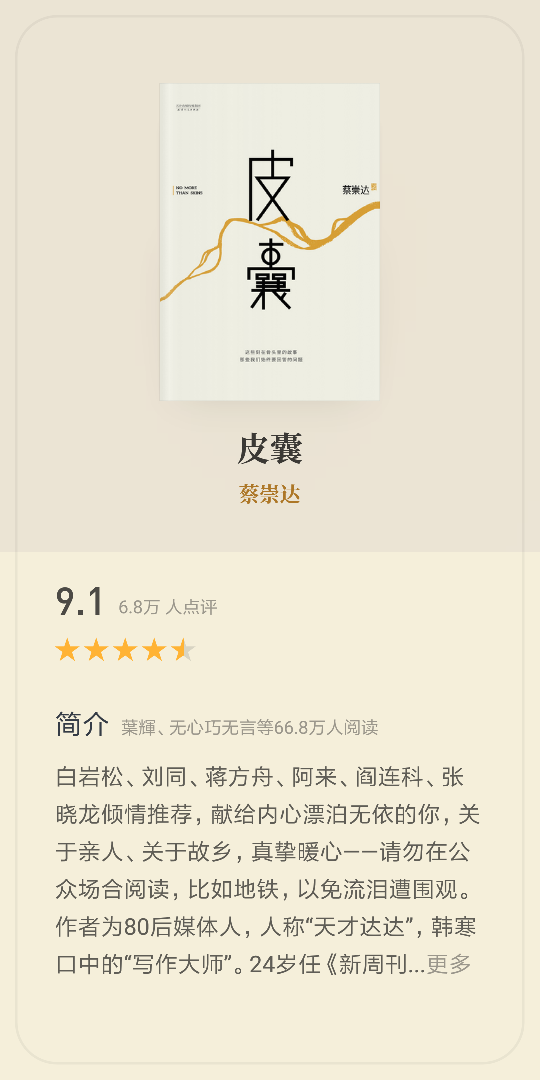 NO MORE
THAN SKINS
蔡崇达
皮
囊
皮囊
蔡崇达
9.1 6.8万 人点评
简介 葉輝、无心巧无言等66.8万人阅读
白岩松、刘同、蒋方舟、阿来、阎连科、张
晓龙倾情推荐，献给内心漂泊无依的你，关
于亲人、关于故乡，真挚暖心——请勿在公
众场合阅读，比如地铁，以免流泪遭围观。
作者为80后媒体人，人称“天才达达”，韩寒
口中的“写作大师”。24岁任《新周刊...更多